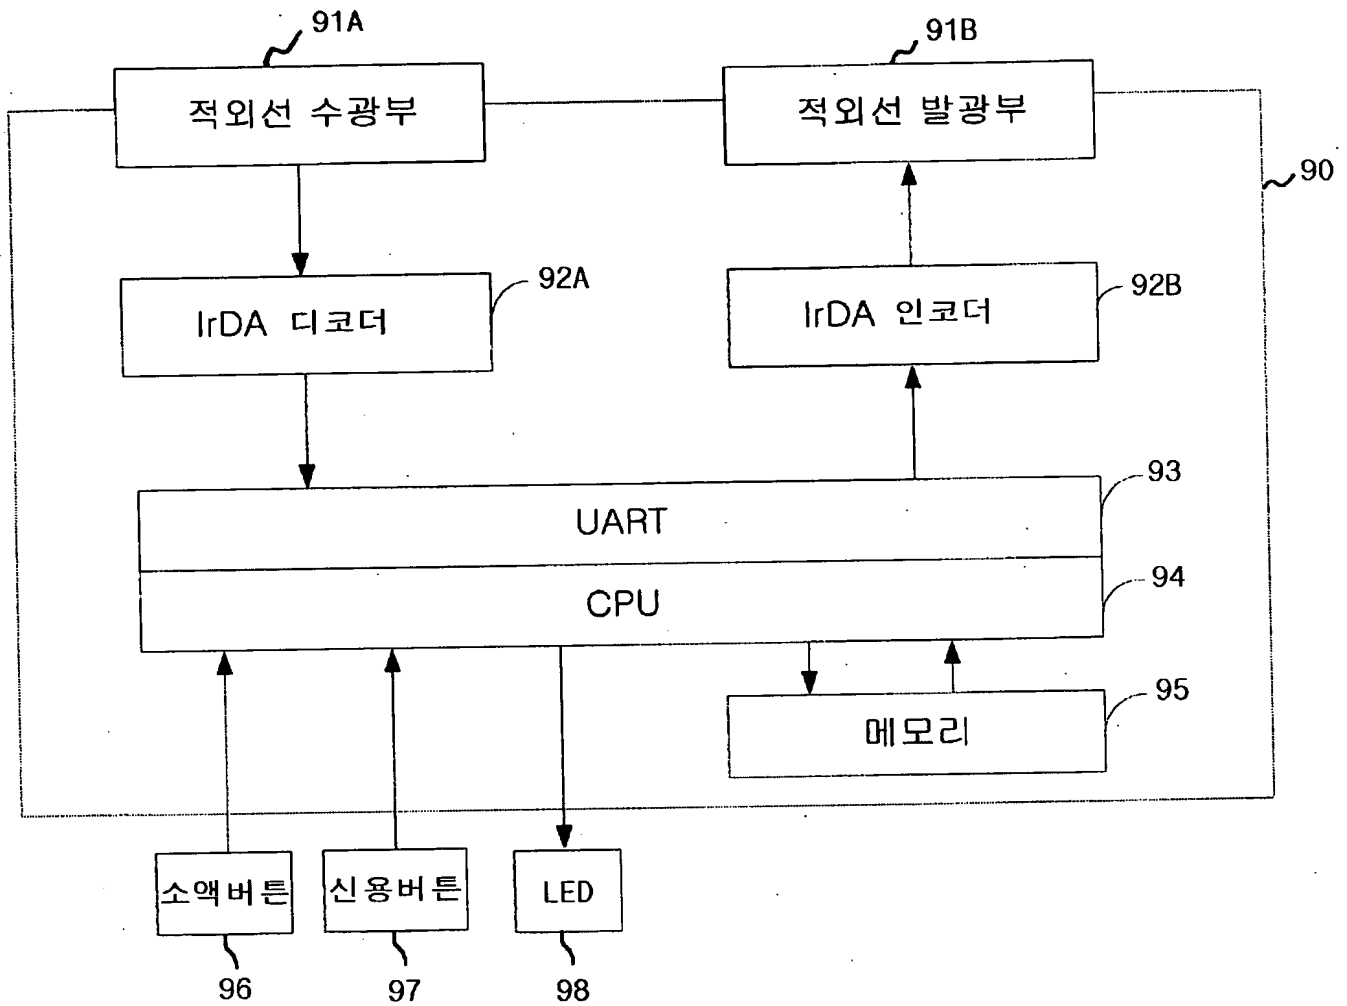 91A
91B
적외선 수광부
적외선 발광부
90
92A
92B
IrDA 디코더
IrDA 인코더
93
UART
94
CPU
95
메모리
소액버튼
신용버튼
LED
96
97
98